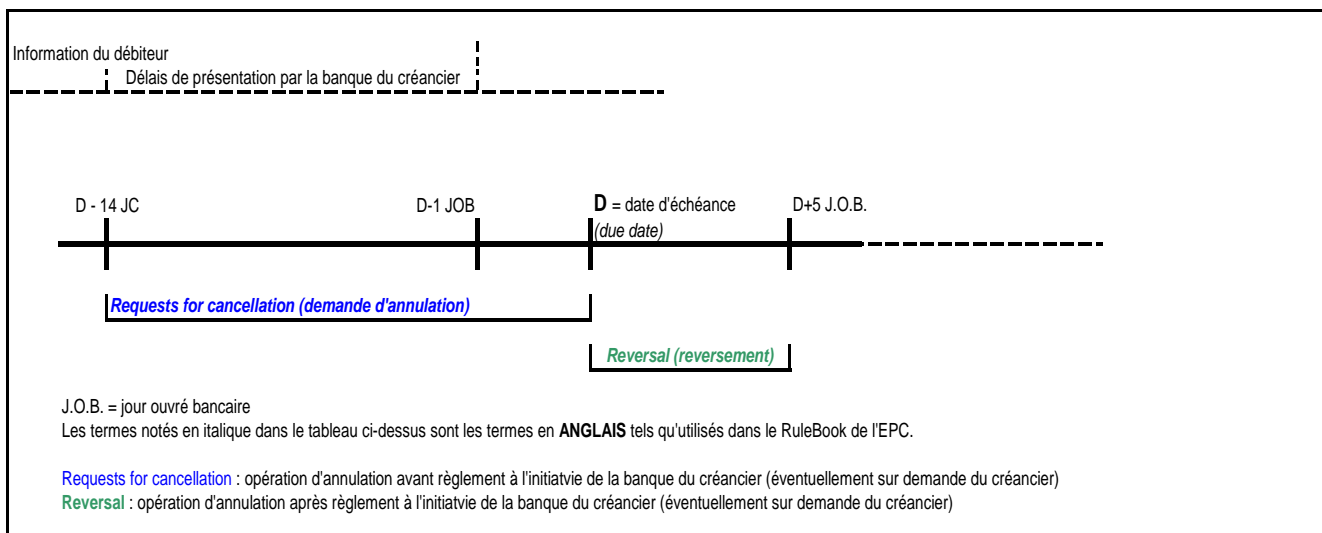 Information du débiteur
Délais de présentation par la banque du créancier
D - 14 JC
D-1 JOB
D = date d'échéance
D+5 J.O.B.
(due date)
Requests for cancellation (demande d'annulation)
Reversal (reversement)
J.O.B. = jour ouvré bancaire
Les termes notés en italique dans le tableau ci-dessus sont les termes en ANGLAIS tels qu'utilisés dans le RuleBook de l'EPC.
Requests for cancellation : opération d'annulation avant règlement à l'initiatvie de la banque du créancier (éventuellement sur demande du créancier)
Reversal : opération d'annulation après règlement à l'initiatvie de la banque du créancier (éventuellement sur demande du créancier)